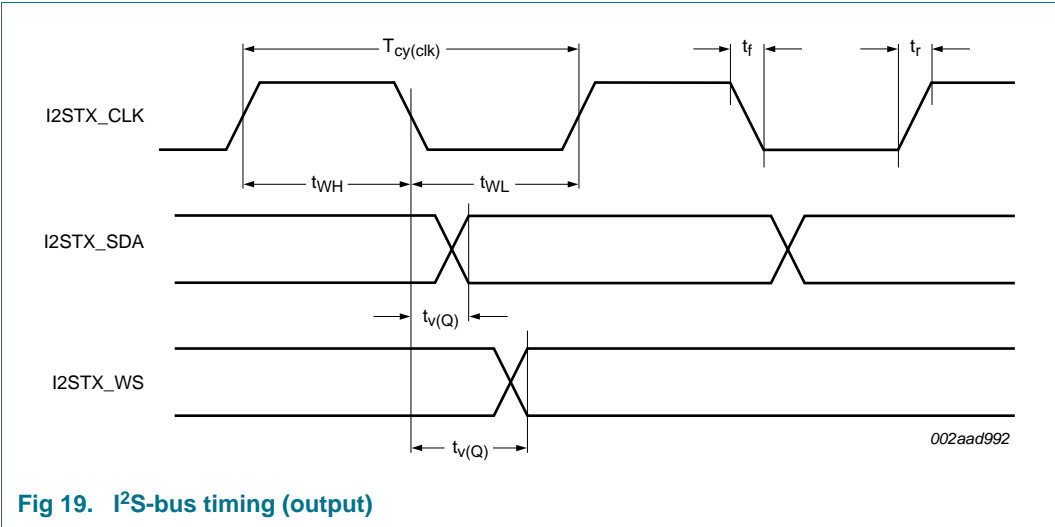 T_cy(clk)
t_f
t_r
I2STX_CLK
t_WH
t_WL
I2STX_SDA
t_v(Q)
I2STX_WS
t_v(Q)
002aad992
Fig 19. I²S-bus timing (output)